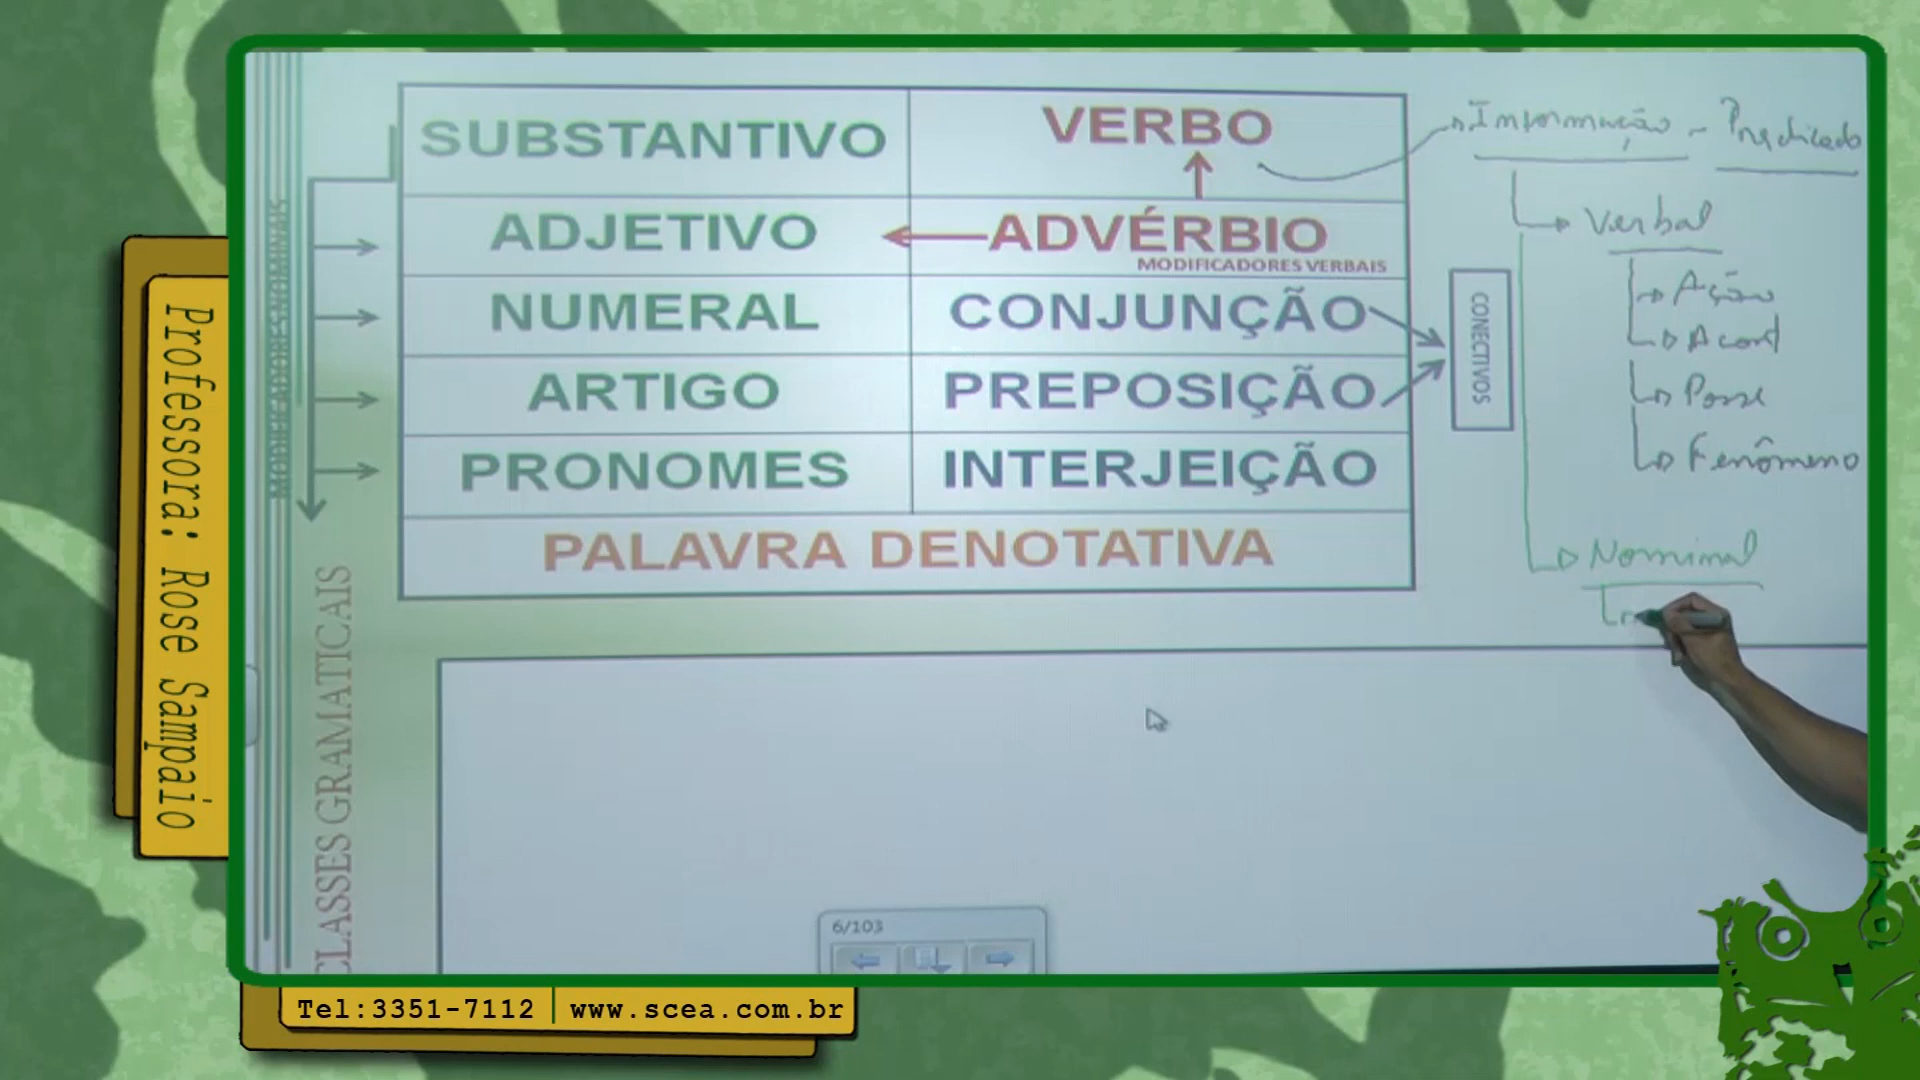 SUBSTANTIVO
VERBO
Informação - Predicado
ADJETIVO
ADVÉRBIO
MODIFICADORES VERBAIS
Verbal
NUMERAL
CONJUNÇÃO
CONECTIVOS
Ação
Acont
ARTIGO
PREPOSIÇÃO
Posse
PRONOMES
INTERJEIÇÃO
Fenômeno
PALAVRA DENOTATIVA
Nominal
CLASSES GRAMATICAIS
Professora: Rose Sampaio
6/103
Tel:3351-7112
www.scea.com.br